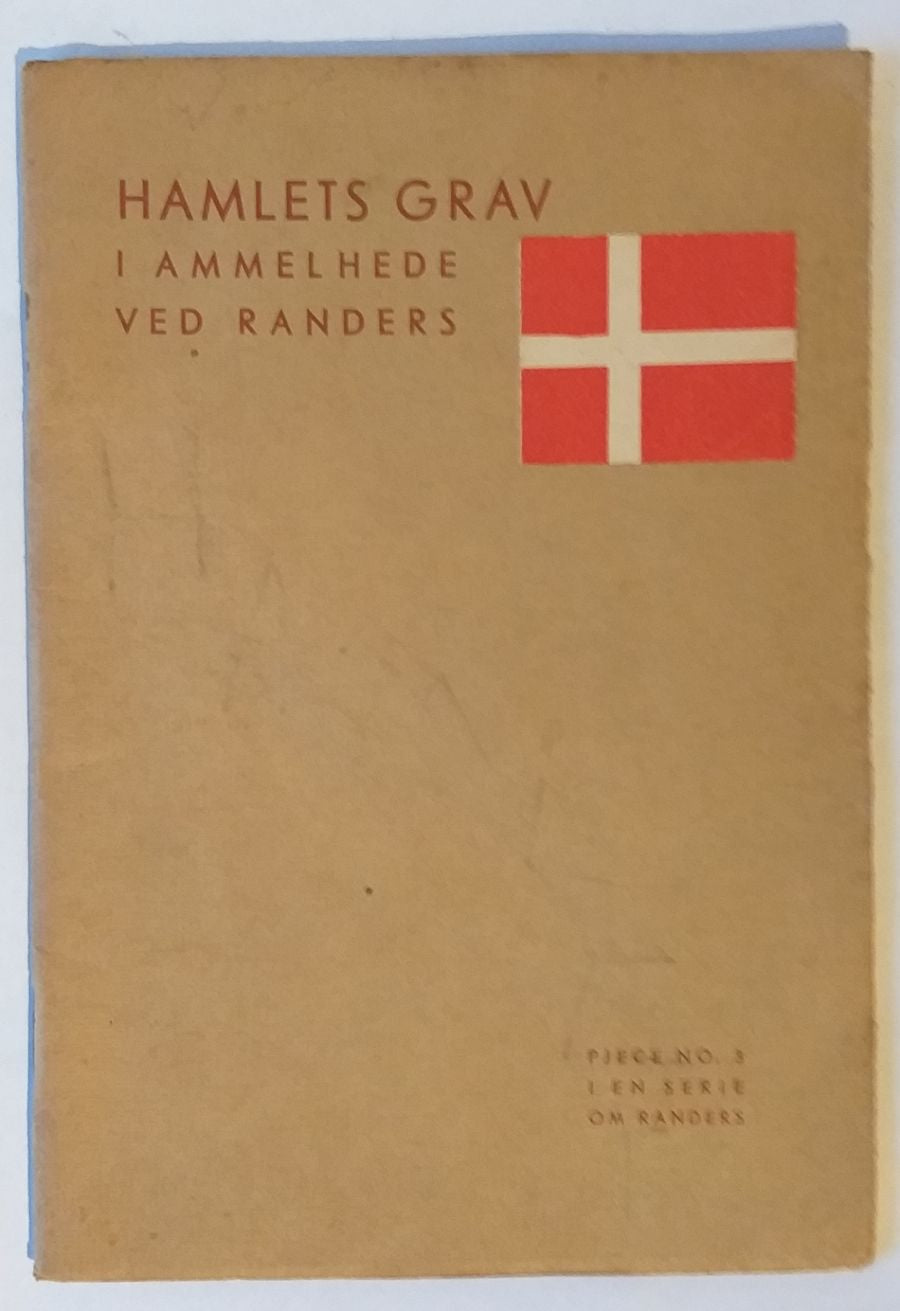 HAMLETS GRAV
I AMMELHEDE
VED RANDERS
PJECE NO. 3
I EN SERIE
OM RANDERS